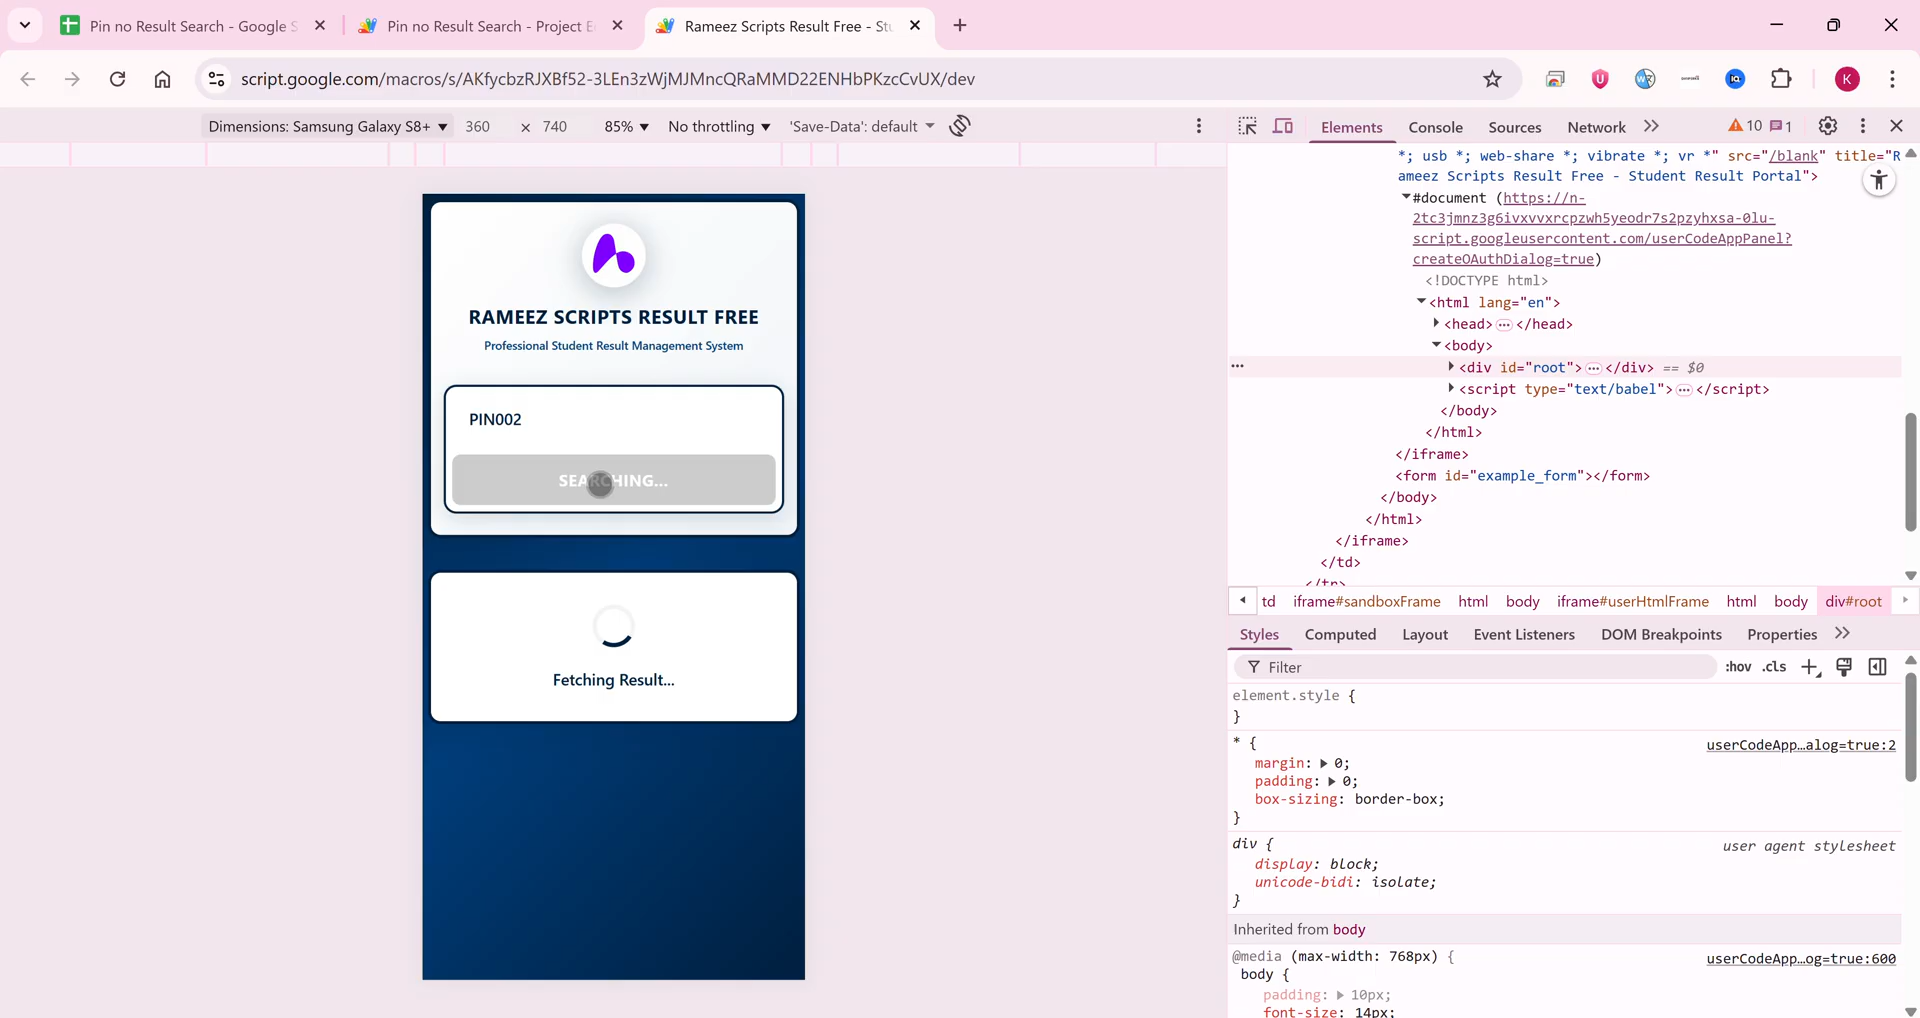 Pin no Result Search - Google S
Pin no Result Search - Project E
Rameez Scripts Result Free - Stu
script.google.com/macros/s/AKfycbzRJXBf52-3LEn3zWjMJMncQRaMMD22ENHbPKzcCvUX/dev
K
Dimensions: Samsung Galaxy S8+ 360 x 740 85% No throttling 'Save-Data': default
Elements Console Sources Network 10 1
RAMEEZ SCRIPTS RESULT FREE
Professional Student Result Management System
PIN002
SEARCHING...
Fetching Result...
*; usb *; web-share *; vibrate *; vr *" src="/blank" title="R
ameez Scripts Result Free - Student Result Portal">
#document (https://n-
2tc3jmnz3g6ivxvvxrcpzwh5yeodr7s2pzyhxsa-0lu-
script.googleusercontent.com/userCodeAppPanel?
createOAuthDialog=true)
<!DOCTYPE html>
<html lang="en">
<head> … </head>
<body>
<div id="root"> … </div> == $0
<script type="text/babel"> … </script>
</body>
</html>
</iframe>
<form id="example_form"></form>
</body>
</html>
</iframe>
</td>
</tr>
td iframe#sandboxFrame html body iframe#userHtmlFrame html body div#root
Styles Computed Layout Event Listeners DOM Breakpoints Properties
Filter :hov .cls
element.style {
}
* { userCodeApp…alog=true:2
margin: 0;
padding: 0;
box-sizing: border-box;
}
div { user agent stylesheet
display: block;
unicode-bidi: isolate;
}
Inherited from body
@media (max-width: 768px) { userCodeApp…og=true:600
body {
padding: 10px;
font-size: 14px;